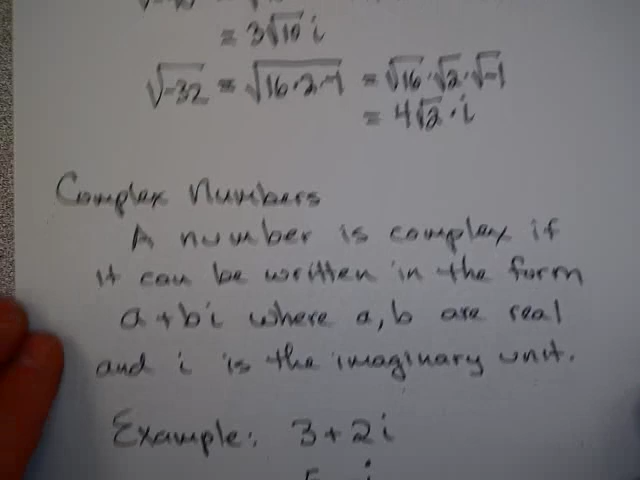 = 3√10 i
√-32 = √16·2·-1 = √16·√2·√-1
= 4√2·i
Complex Numbers
A number is complex if
it can be written in the form
a+bi where a, b are real
and i is the imaginary unit.
Example: 3+2i